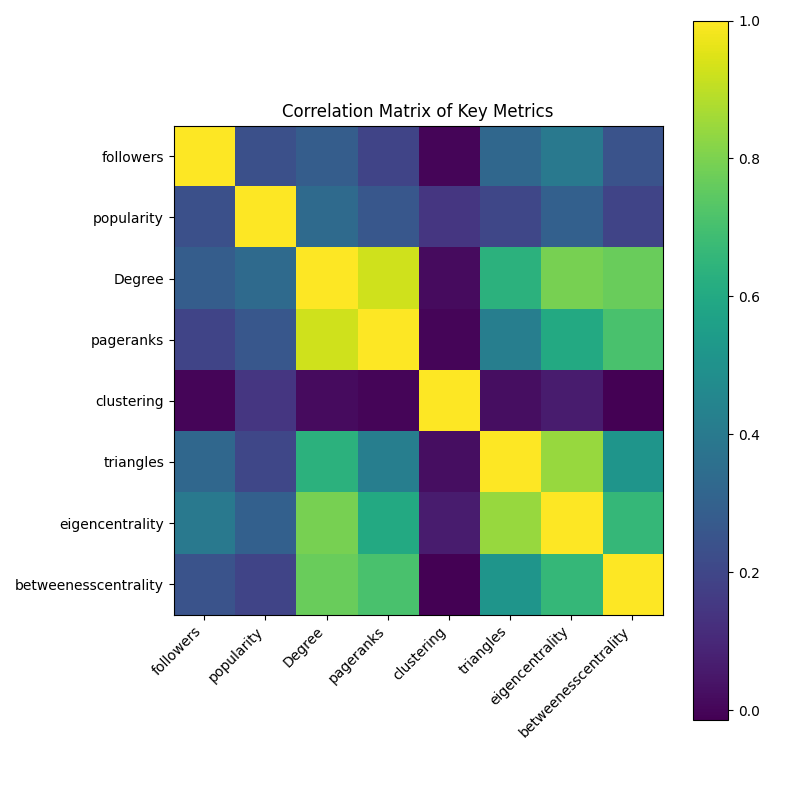 Correlation Matrix of Key Metrics
followers
popularity
Degree
pageranks
clustering
triangles
eigencentrality
betweenesscentrality
followers
popularity
Degree
pageranks
clustering
triangles
eigencentrality
betweenesscentrality
1.0
0.8
0.6
0.4
0.2
0.0